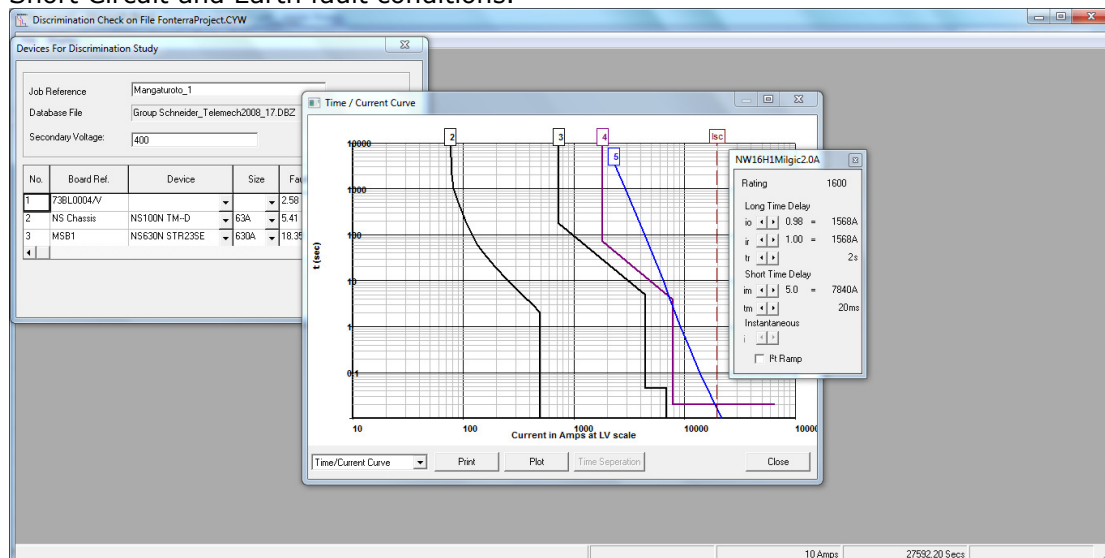 Short Circuit and Earth fault conditions.
Discrimination Check on File FonterraProject.CYW
Devices For Discrimination Study
Job Reference Mangaturoto_1
Database File Group Schneider_Telemech2008_17.DBZ
Secondary Voltage: 400
No. Board Ref. Device Size Fau
1 73BL0004/V 2.58
2 NS Chassis NS100N TM--D 63A 5.41
3 MSB1 NS630N STR23SE 630A 18.35
Time / Current Curve
2 3 4 Isc
5
10000
1000
100
10
1
0.1
t (sec)
10 100 1000 10000 10000
Current in Amps at LV scale
Time/Current Curve Print Plot Time Seperation Close
NW16H1Milgic2.0A
Rating 1600
Long Time Delay
io 0.98 = 1568A
ir 1.00 = 1568A
tr 2s
Short Time Delay
im 5.0 = 7840A
tm 20ms
Instantaneous
i
I²t Ramp
10 Amps 27592.20 Secs